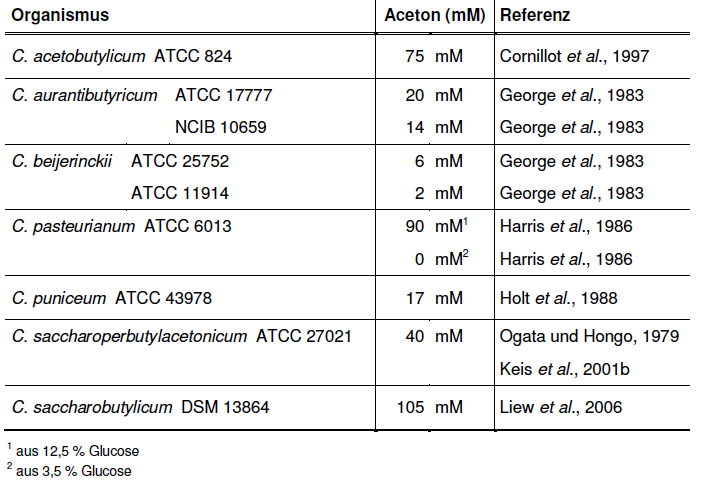 Organismus Aceton (mM) Referenz
C. acetobutylicum ATCC 824 75 mM Cornillot et al., 1997
C. aurantibutyricum ATCC 17777 20 mM George et al., 1983
NCIB 10659 14 mM George et al., 1983
C. beijerinckii ATCC 25752 6 mM George et al., 1983
ATCC 11914 2 mM George et al., 1983
C. pasteurianum ATCC 6013 90 mM¹ Harris et al., 1986
0 mM² Harris et al., 1986
C. puniceum ATCC 43978 17 mM Holt et al., 1988
C. saccharoperbutylacetonicum ATCC 27021 40 mM Ogata und Hongo, 1979
Keis et al., 2001b
C. saccharobutylicum DSM 13864 105 mM Liew et al., 2006
¹ aus 12,5 % Glucose
² aus 3,5 % Glucose